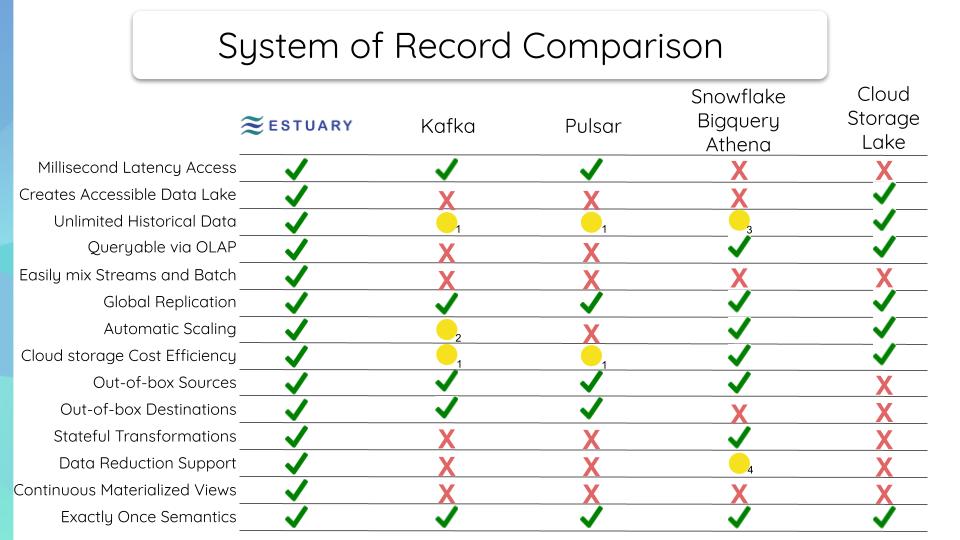 System of Record Comparison
ESTUARY
Kafka
Pulsar
Snowflake
Bigquery
Athena
Cloud
Storage
Lake
Millisecond Latency Access
X X
Creates Accessible Data Lake
X X X
Unlimited Historical Data
1 1 3
Queryable via OLAP
X X
Easily mix Streams and Batch
X X X X
Global Replication
Automatic Scaling
2 X
Cloud storage Cost Efficiency
1 1
Out-of-box Sources
X
Out-of-box Destinations
X X
Stateful Transformations
X X X
Data Reduction Support
X X 4 X
Continuous Materialized Views
X X X X
Exactly Once Semantics